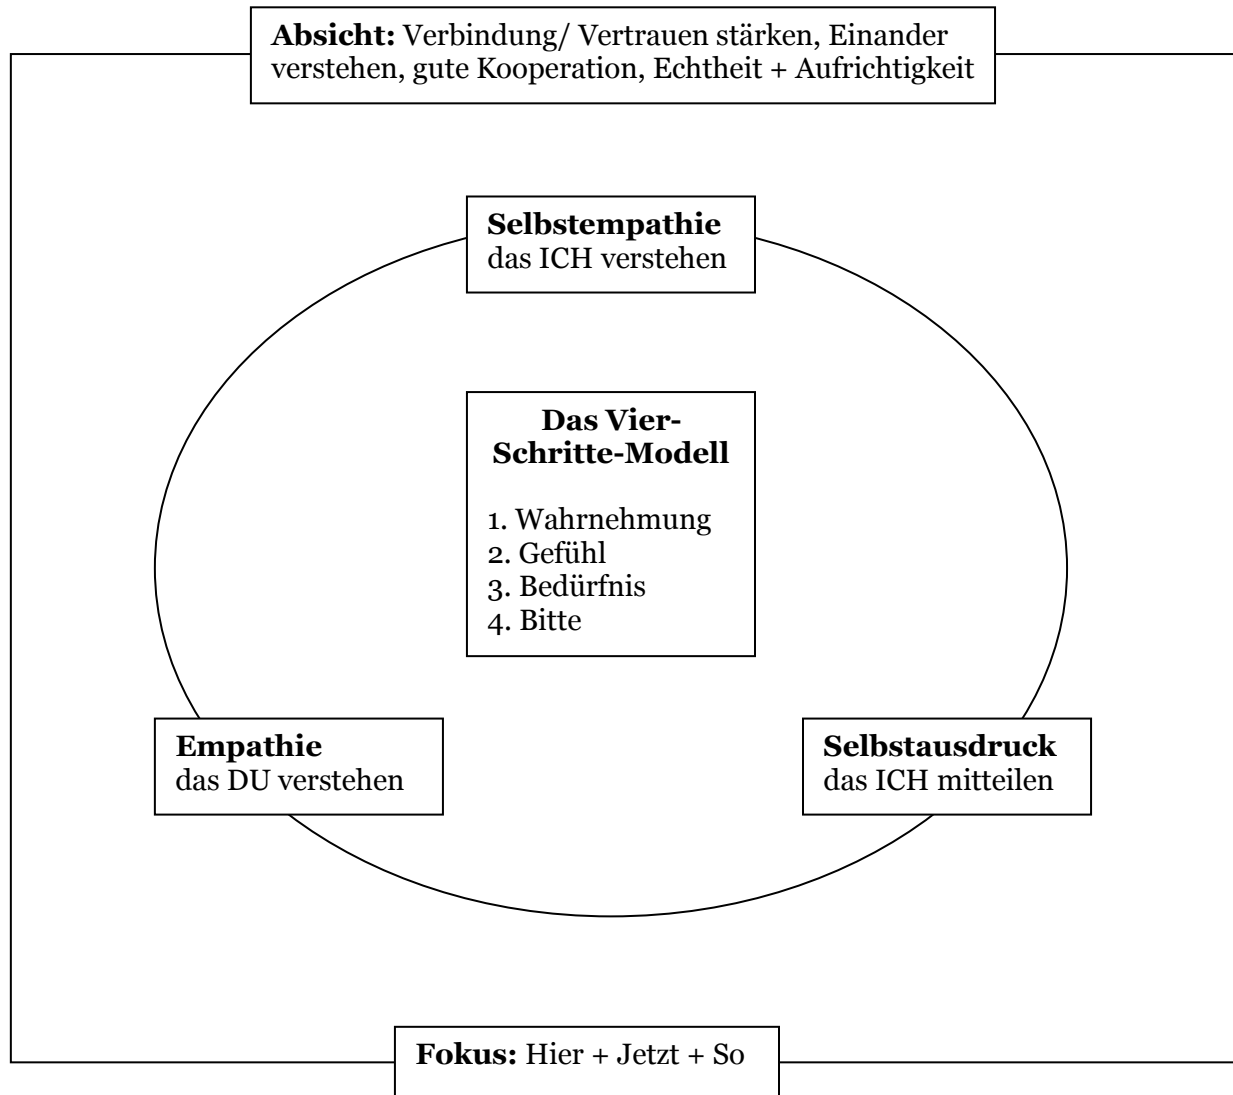 Absicht: Verbindung/ Vertrauen stärken, Einander
verstehen, gute Kooperation, Echtheit + Aufrichtigkeit
Selbstempathie
das ICH verstehen
Das Vier-
Schritte-Modell
1. Wahrnehmung
2. Gefühl
3. Bedürfnis
4. Bitte
Empathie
das DU verstehen
Selbstausdruck
das ICH mitteilen
Fokus: Hier + Jetzt + So